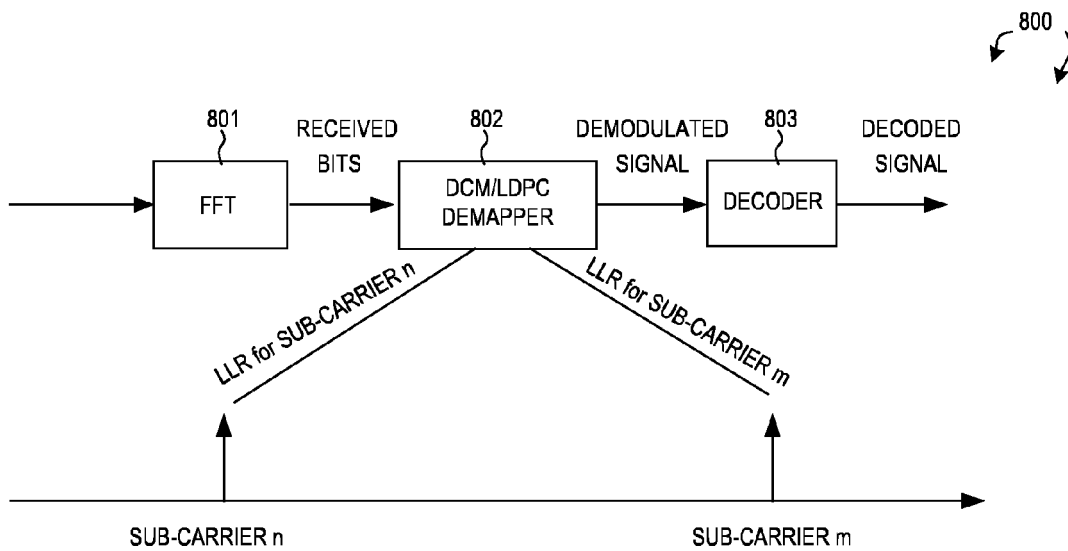 800
801
RECEIVED
BITS
802
DEMODULATED
SIGNAL
803
DECODED
SIGNAL
FFT
DCM/LDPC
DEMAPPER
DECODER
LLR for SUB-CARRIER n
LLR for SUB-CARRIER m
SUB-CARRIER n
SUB-CARRIER m